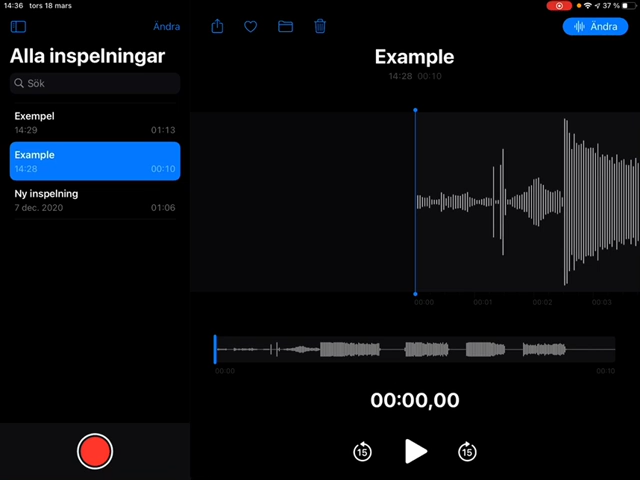 14:36 tors 18 mars
37 %
Ändra
Alla inspelningar
Sök
Exempel
14:29 01:13
Example
14:28 00:10
Ny inspelning
7 dec. 2020 01:06
Ändra
Example
14:28 00:10
00:00 00:01 00:02 00:03
00:00 00:10
00:00,00
15 15